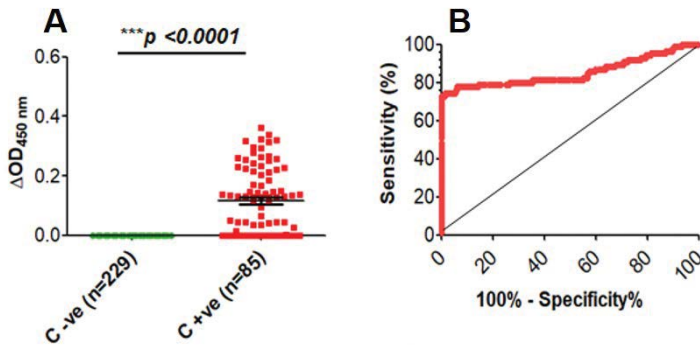 A
***p <0.0001
ΔOD450 nm
0.6
0.4
0.2
0.0
C -ve (n=229)
C +ve (n=85)
B
Sensitivity (%)
100
80
60
40
20
0
0 20 40 60 80 100
100% - Specificity%